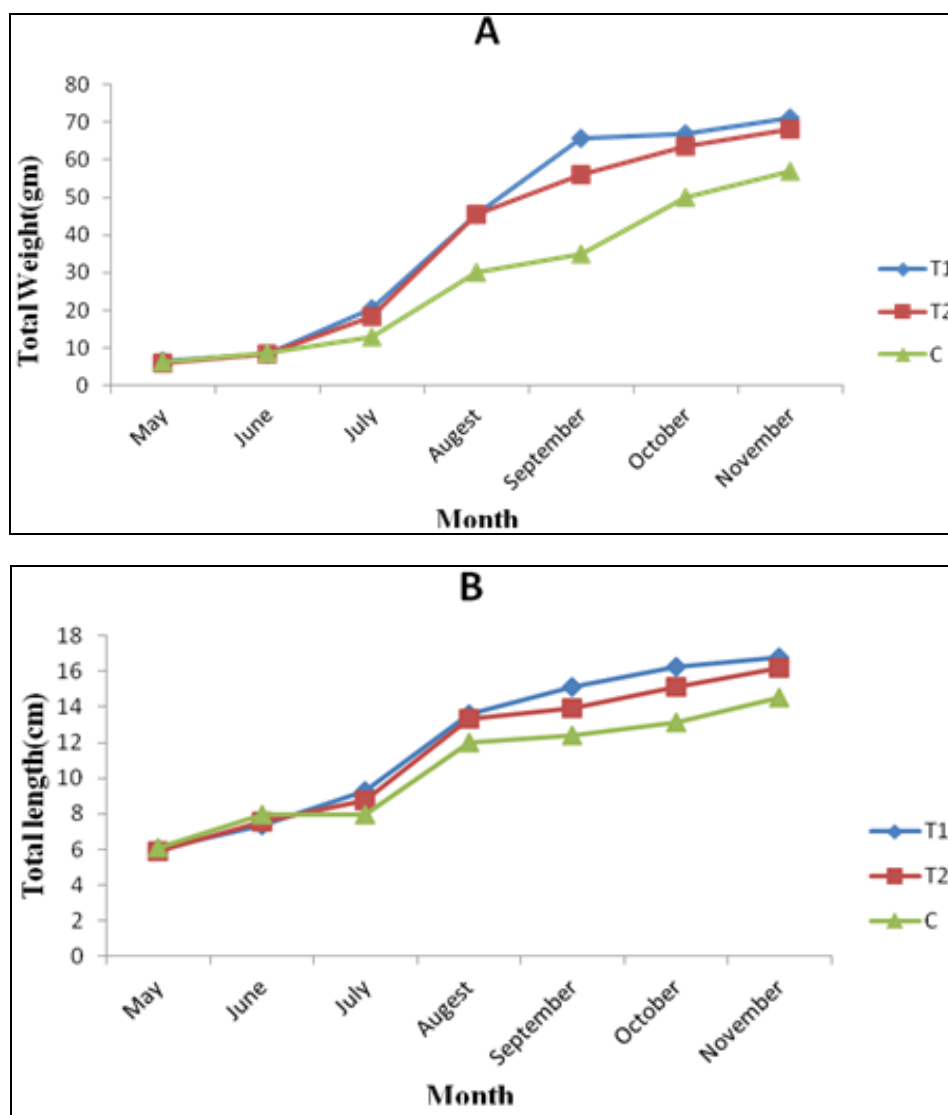 A
80
70
60
50
40
30
20
10
0
Total Weight(gm)
May
June
July
Augest
September
October
November
Month
T1
T2
C
B
18
16
14
12
10
8
6
4
2
0
Total length(cm)
May
June
July
Augest
September
October
November
Month
T1
T2
C